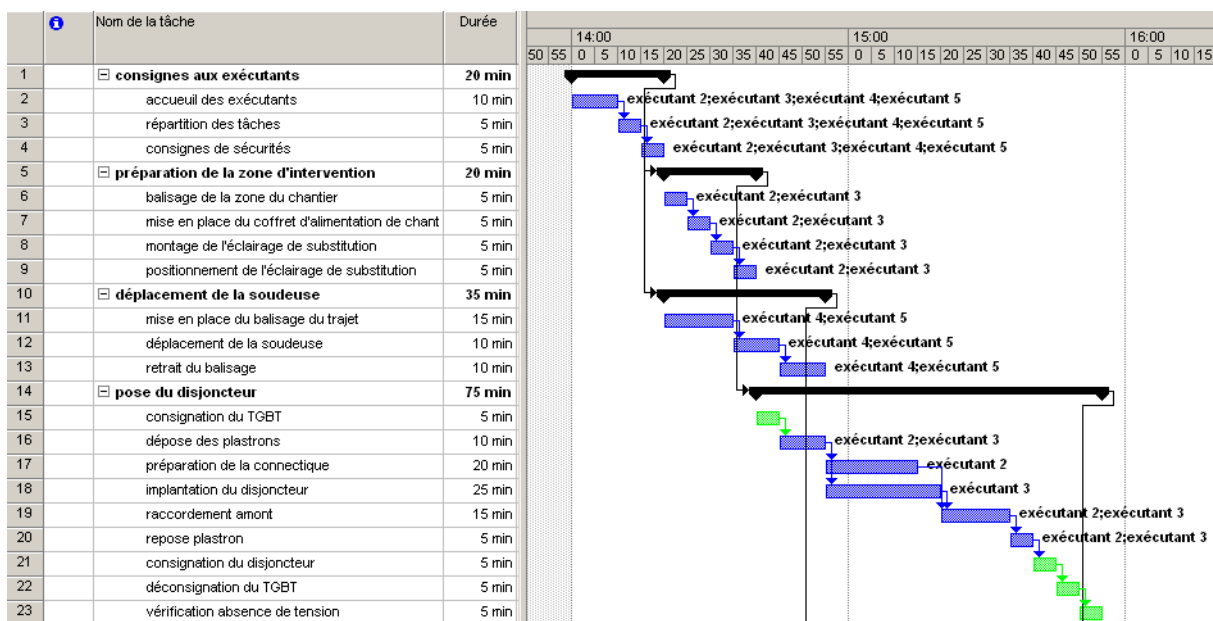 Nom de la tâche Durée
14:00 15:00 16:00
50 55 0 5 10 15 20 25 30 35 40 45 50 55 0 5 10 15 20 25 30 35 40 45 50 55 0 5 10 15
1 consignes aux exécutants 20 min
2 accueuil des exécutants 10 min exécutant 2;exécutant 3;exécutant 4;exécutant 5
3 répartition des tâches 5 min exécutant 2;exécutant 3;exécutant 4;exécutant 5
4 consignes de sécurités 5 min exécutant 2;exécutant 3;exécutant 4;exécutant 5
5 préparation de la zone d'intervention 20 min
6 balisage de la zone du chantier 5 min exécutant 2;exécutant 3
7 mise en place du coffret d'alimentation de chant 5 min exécutant 2;exécutant 3
8 montage de l'éclairage de substitution 5 min exécutant 2;exécutant 3
9 positionnement de l'éclairage de substitution 5 min exécutant 2;exécutant 3
10 déplacement de la soudeuse 35 min
11 mise en place du balisage du trajet 15 min exécutant 4;exécutant 5
12 déplacement de la soudeuse 10 min exécutant 4;exécutant 5
13 retrait du balisage 10 min exécutant 4;exécutant 5
14 pose du disjoncteur 75 min
15 consignation du TGBT 5 min
16 dépose des plastrons 10 min exécutant 2;exécutant 3
17 préparation de la connectique 20 min exécutant 2
18 implantation du disjoncteur 25 min exécutant 3
19 raccordement amont 15 min exécutant 2;exécutant 3
20 repose plastron 5 min exécutant 2;exécutant 3
21 consignation du disjoncteur 5 min
22 déconsignation du TGBT 5 min
23 vérification absence de tension 5 min